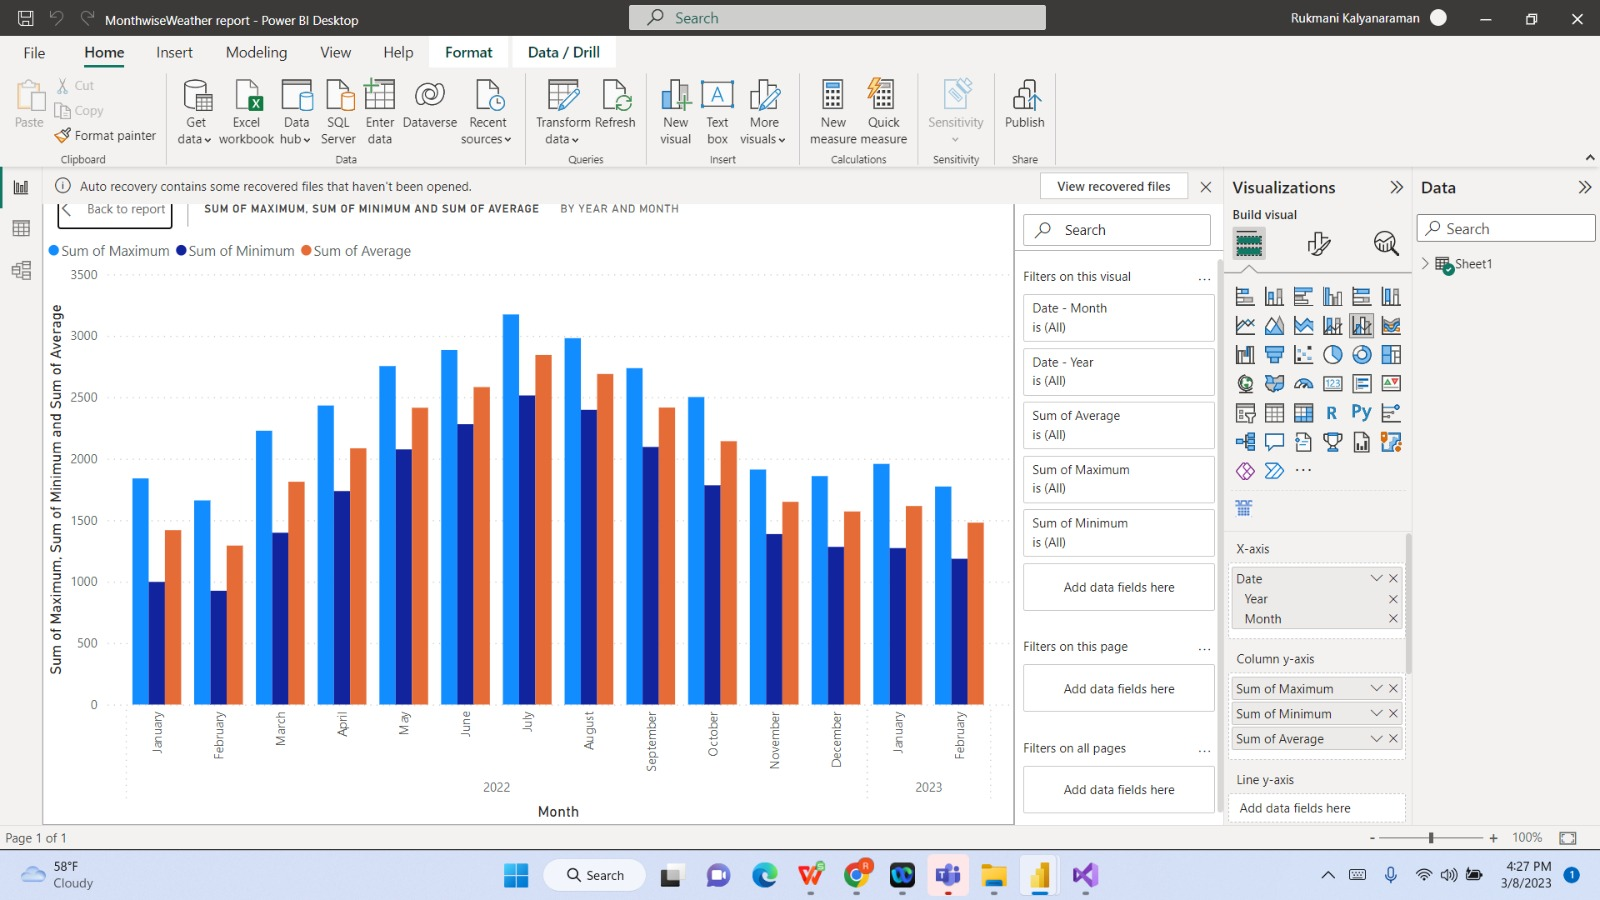 MonthwiseWeather report - Power BI Desktop
Search
Rukmani Kalyanaraman
File Home Insert Modeling View Help Format Data / Drill
Paste
Cut
Copy
Format painter
Clipboard
Get data
Excel workbook
Data hub
SQL Server
Enter data
Dataverse
Recent sources
Data
Transform data
Refresh
Queries
New visual
Text box
More visuals
Insert
New measure
Quick measure
Calculations
Sensitivity
Sensitivity
Publish
Share
Auto recovery contains some recovered files that haven't been opened.
View recovered files
Back to report
SUM OF MAXIMUM, SUM OF MINIMUM AND SUM OF AVERAGE BY YEAR AND MONTH
Sum of Maximum Sum of Minimum Sum of Average
Sum of Maximum, Sum of Minimum and Sum of Average
3500
3000
2500
2000
1500
1000
500
0
January February March April May June July August September October November December January February
2022 2023
Month
Search
Filters on this visual ...
Date - Month
is (All)
Date - Year
is (All)
Sum of Average
is (All)
Sum of Maximum
is (All)
Sum of Minimum
is (All)
Add data fields here
Filters on this page ...
Add data fields here
Filters on all pages ...
Add data fields here
Visualizations
Build visual
123
R
Py
...
X-axis
Date
Year
Month
Column y-axis
Sum of Maximum
Sum of Minimum
Sum of Average
Line y-axis
Add data fields here
Data
Search
Sheet1
Page 1 of 1
- + 100%
58°F
Cloudy
Search
4:27 PM
3/8/2023
1